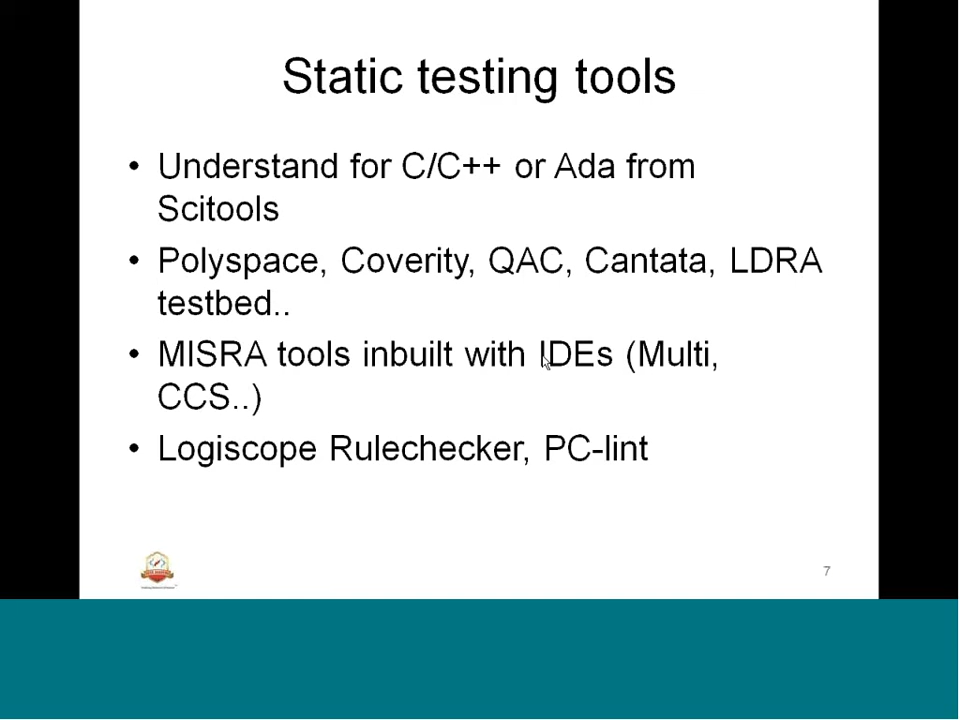 Static testing tools
• Understand for C/C++ or Ada from
Scitools
• Polyspace, Coverity, QAC, Cantata, LDRA
testbed..
• MISRA tools inbuilt with IDEs (Multi,
CCS..)
• Logiscope Rulechecker, PC-lint
7